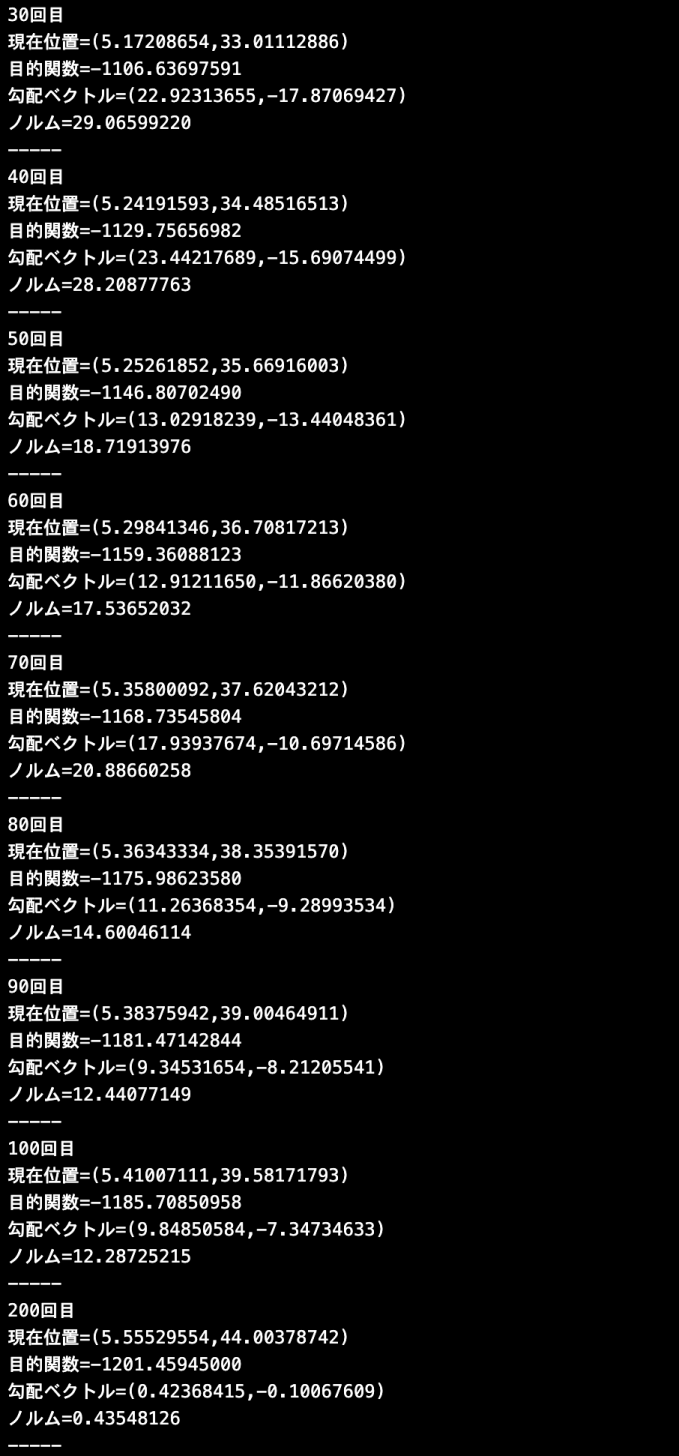 30回目
現在位置=(5.17208654,33.01112886)
目的関数=-1106.63697591
勾配ベクトル=(22.92313655,-17.87069427)
ノルム=29.06599220
-----
40回目
現在位置=(5.24191593,34.48516513)
目的関数=-1129.75656982
勾配ベクトル=(23.44217689,-15.69074499)
ノルム=28.20877763
-----
50回目
現在位置=(5.25261852,35.66916003)
目的関数=-1146.80702490
勾配ベクトル=(13.02918239,-13.44048361)
ノルム=18.71913976
-----
60回目
現在位置=(5.29841346,36.70817213)
目的関数=-1159.36088123
勾配ベクトル=(12.91211650,-11.86620380)
ノルム=17.53652032
-----
70回目
現在位置=(5.35800092,37.62043212)
目的関数=-1168.73545804
勾配ベクトル=(17.93937674,-10.69714586)
ノルム=20.88660258
-----
80回目
現在位置=(5.36343334,38.35391570)
目的関数=-1175.98623580
勾配ベクトル=(11.26368354,-9.28993534)
ノルム=14.60046114
-----
90回目
現在位置=(5.38375942,39.00464911)
目的関数=-1181.47142844
勾配ベクトル=(9.34531654,-8.21205541)
ノルム=12.44077149
-----
100回目
現在位置=(5.41007111,39.58171793)
目的関数=-1185.70850958
勾配ベクトル=(9.84850584,-7.34734633)
ノルム=12.28725215
-----
200回目
現在位置=(5.55529554,44.00378742)
目的関数=-1201.45945000
勾配ベクトル=(0.42368415,-0.10067609)
ノルム=0.43548126
-----